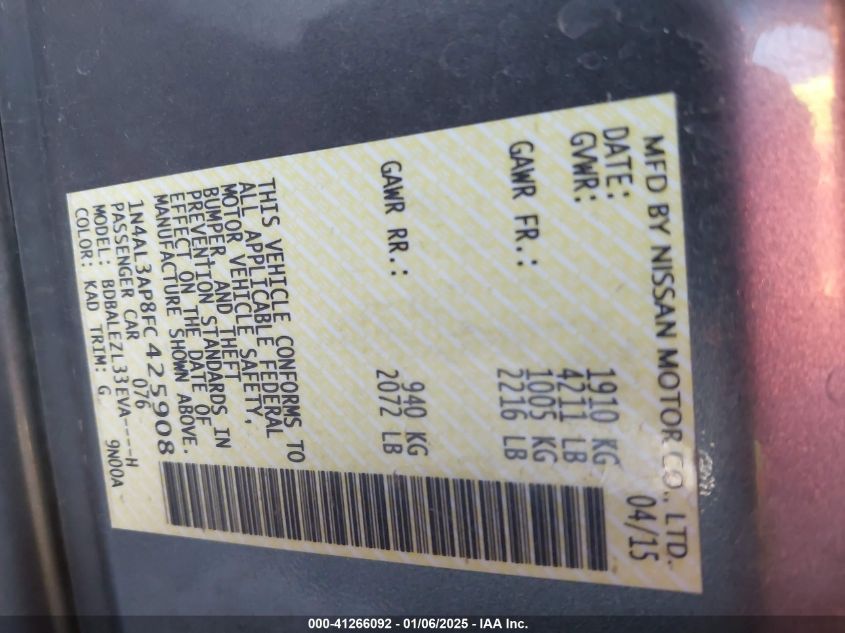 MFD BY NISSAN MOTOR CO., LTD.
DATE: 04/15
GVWR: 1910 KG
4211 LB
GAWR FR.: 1005 KG
2216 LB
GAWR RR.: 940 KG
2072 LB
THIS VEHICLE CONFORMS TO
ALL APPLICABLE FEDERAL
MOTOR VEHICLE SAFETY,
BUMPER, AND THEFT
PREVENTION STANDARDS IN
EFFECT ON THE DATE OF
MANUFACTURE SHOWN ABOVE.
1N4AL3AP8FC425908
PASSENGER CAR 076
MODEL: BDBALEZL33EVA----H
COLOR: KAD TRIM: G 9N00A
000-41266092 - 01/06/2025 - IAA Inc.